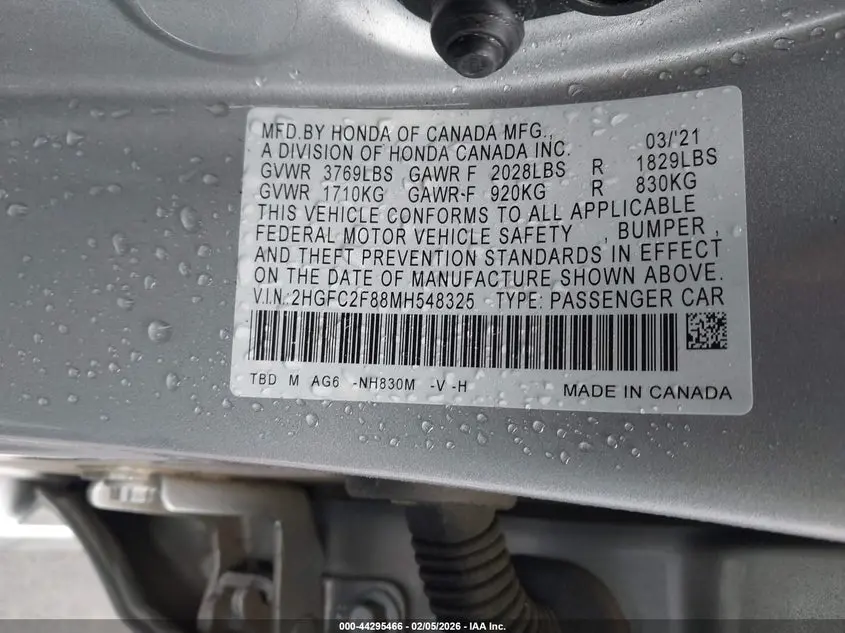 MFD.BY HONDA OF CANADA MFG., 03/'21
A DIVISION OF HONDA CANADA INC.
GVWR 3769LBS GAWR F 2028LBS R 1829LBS
GVWR 1710KG GAWR-F 920KG R 830KG
THIS VEHICLE CONFORMS TO ALL APPLICABLE
FEDERAL MOTOR VEHICLE SAFETY , BUMPER ,
AND THEFT PREVENTION STANDARDS IN EFFECT
ON THE DATE OF MANUFACTURE SHOWN ABOVE.
V.I.N.:2HGFC2F88MH548325 TYPE: PASSENGER CAR
TBD M AG6 -NH830M -V -H MADE IN CANADA
000-44295466 - 02/05/2026 - IAA Inc.